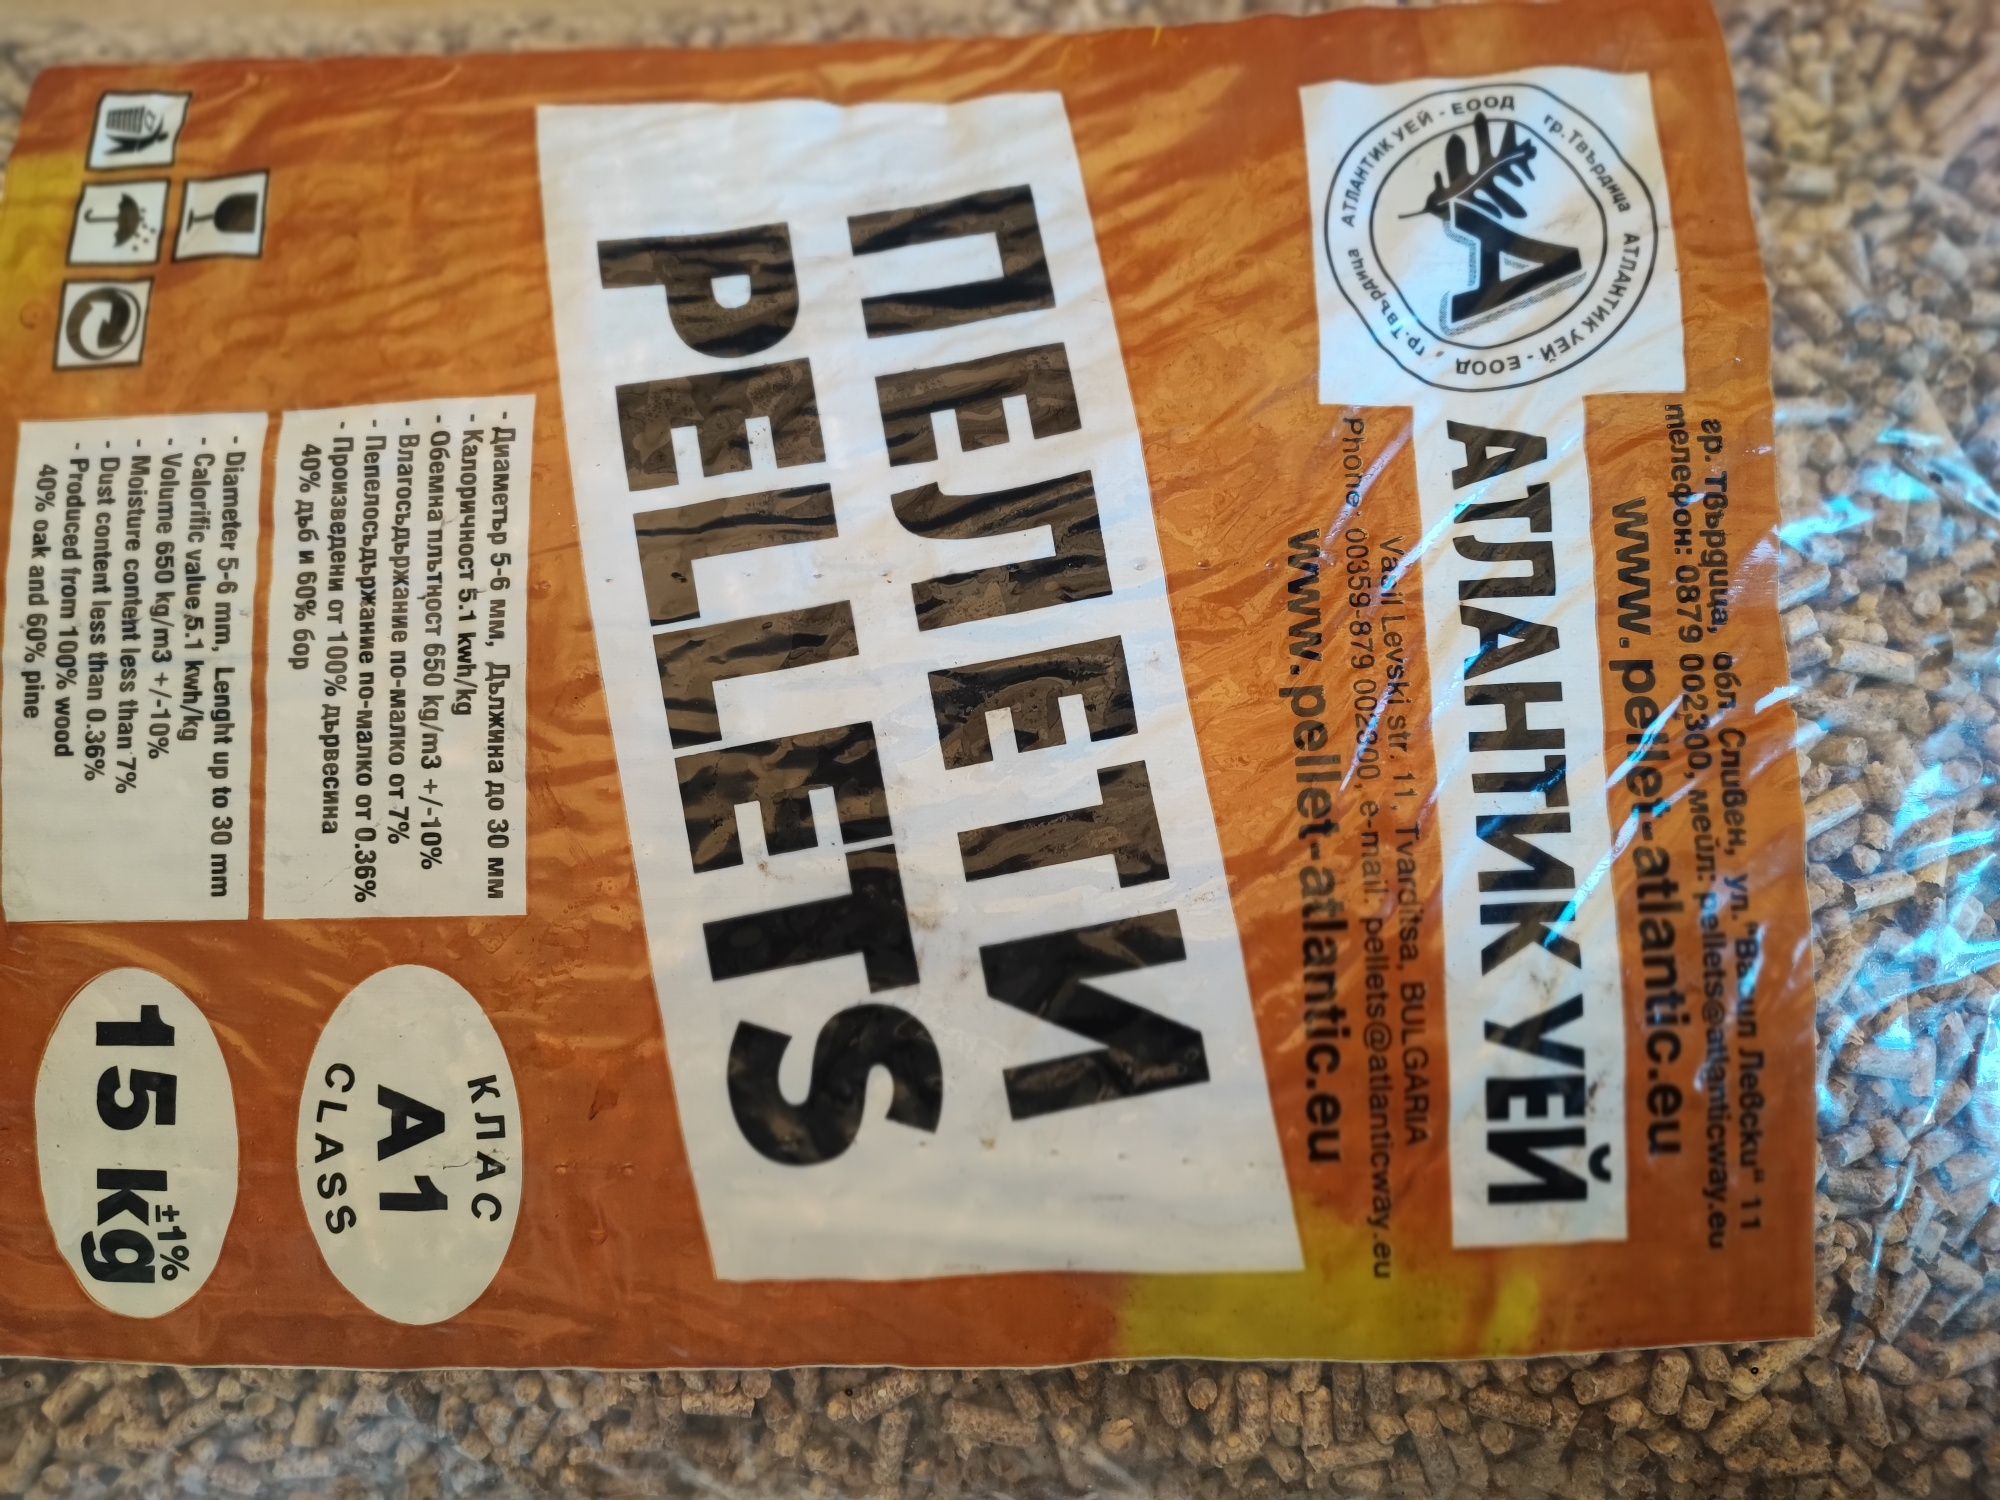 АТЛАНТИК УЕЙ - ЕООД гр.Твърдица АТЛАНТИК УЕЙ - ЕООД гр.Твърдица
А
гр. Твърдица, обл. Сливен, ул. "Васил Левски" 11
телефон: 0879 002300, мейл: pellets@atlanticway.eu
www.pellet-atlantic.eu
АТЛАНТИК УЕЙ
Vasil Levski str. 11, Tvarditsa, BULGARIA
Phone: 00359-879 002300, e-mail: pellets@atlanticway.eu
www.pellet-atlantic.eu
ПЕЛЕТИ
PELLETS
- Диаметър 5-6 мм, Дължина до 30 мм
- Калоричност 5.1 kwh/kg
- Обемна плътност 650 kg/m3 +/-10%
- Влагосъдържание по-малко от 7%
- Пепелосъдържание по-малко от 0.36%
- Произведени от 100% дървесина
40% дъб и 60% бор
- Diameter 5-6 mm, Lenght up to 30 mm
- Calorific value 5.1 kwh/kg
- Volume 650 kg/m3 +/-10%
- Moisture content less than 7%
- Dust content less than 0.36%
- Produced from 100% wood
40% oak and 60% pine
КЛАС
A1
CLASS
15 kg ±1%